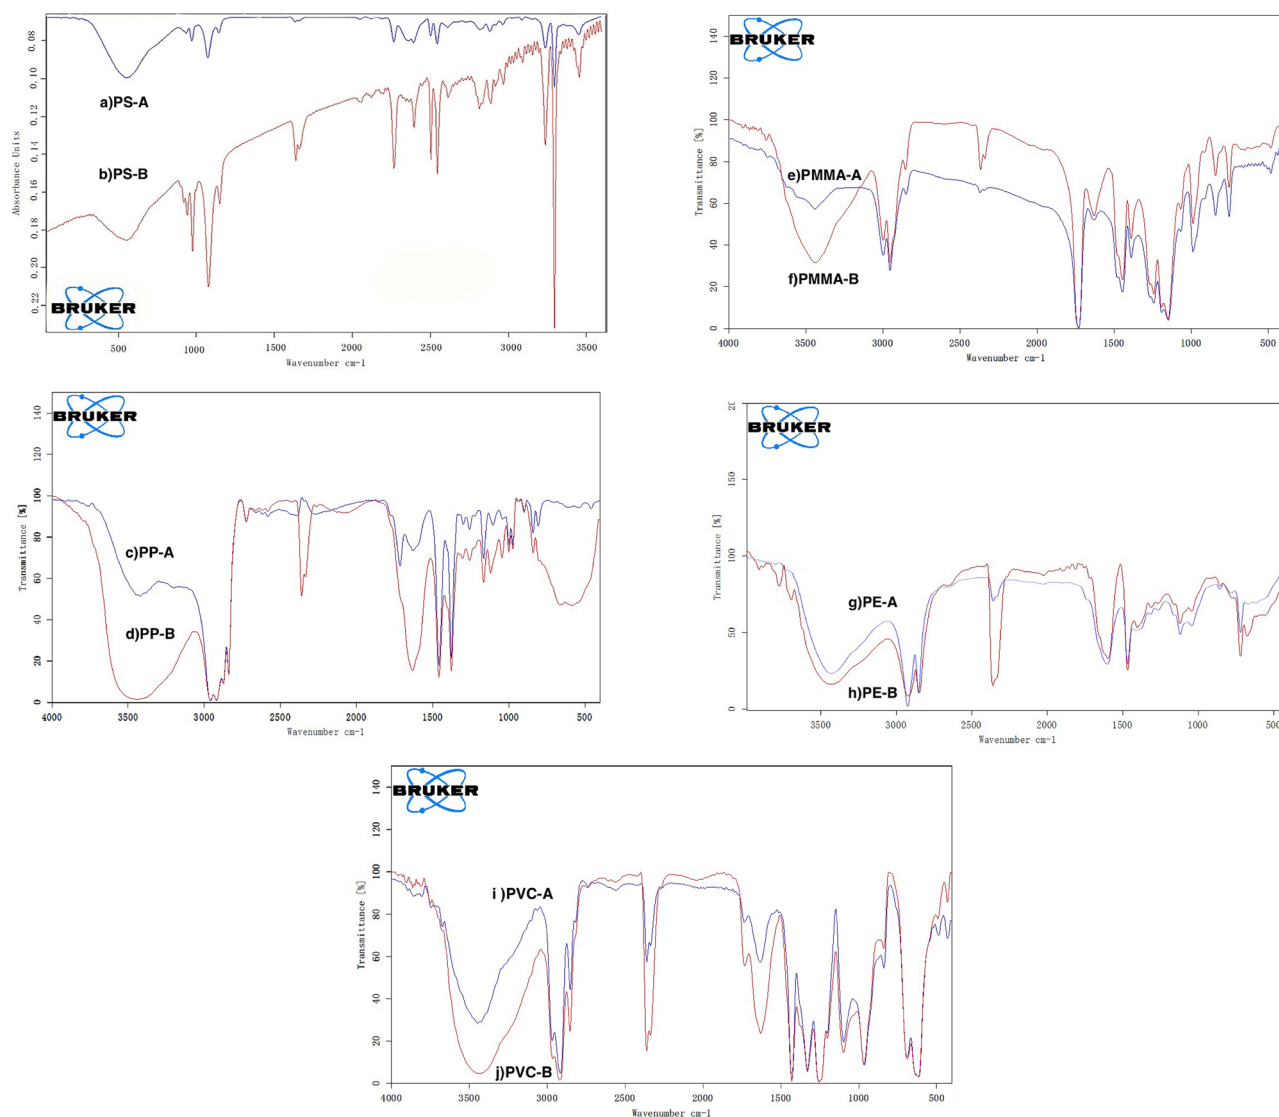 BRUKER
a)PS-A
b)PS-B
Absorbance Units
0.08
0.10
0.12
0.14
0.16
0.18
0.20
0.22
500 1000 1500 2000 2500 3000 3500
Wavenumber cm-1
BRUKER
e)PMMA-A
f)PMMA-B
Transmittance [%]
140
120
100
80
60
40
20
0
4000 3500 3000 2500 2000 1500 1000 500
Wavenumber cm-1
BRUKER
c)PP-A
d)PP-B
Transmittance [%]
140
120
100
80
60
40
20
0
4000 3500 3000 2500 2000 1500 1000 500
Wavenumber cm-1
BRUKER
g)PE-A
h)PE-B
Transmittance [%]
150
100
50
0
3500 3000 2500 2000 1500 1000 500
Wavenumber cm-1
BRUKER
i )PVC-A
j)PVC-B
Transmittance [%]
140
120
100
80
60
40
20
0
4000 3500 3000 2500 2000 1500 1000 500
Wavenumber cm-1